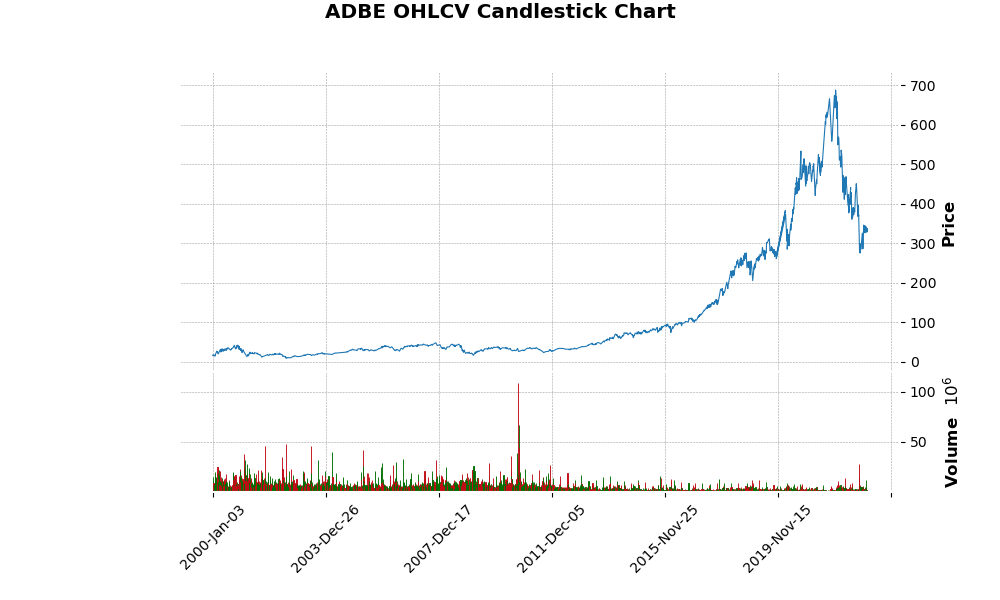 ADBE OHLCV Candlestick Chart
700
600
500
400
300
200
100
0
Price
100
50
Volume 10^6
2000-Jan-03
2003-Dec-26
2007-Dec-17
2011-Dec-05
2015-Nov-25
2019-Nov-15